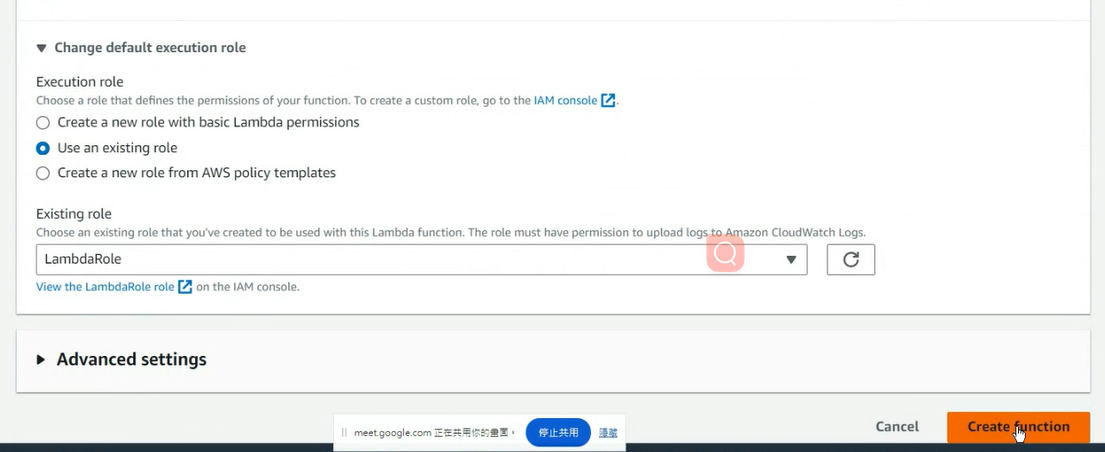 Change default execution role
Execution role
Choose a role that defines the permissions of your function. To create a custom role, go to the IAM console.
Create a new role with basic Lambda permissions
Use an existing role
Create a new role from AWS policy templates
Existing role
Choose an existing role that you've created to be used with this Lambda function. The role must have permission to upload logs to Amazon CloudWatch Logs.
LambdaRole
View the LambdaRole role on the IAM console.
Advanced settings
Cancel Create function
meet.google.com 正在共用你的畫面。 停止共用 隱藏